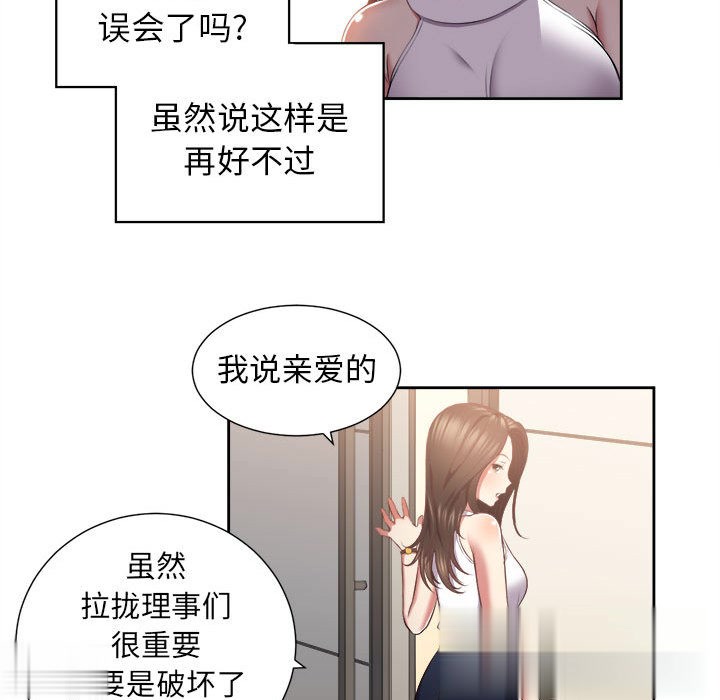 误会了吗?
虽然说这样是
再好不过
我说亲爱的
虽然
拉拢理事们
很重要
要是破坏了